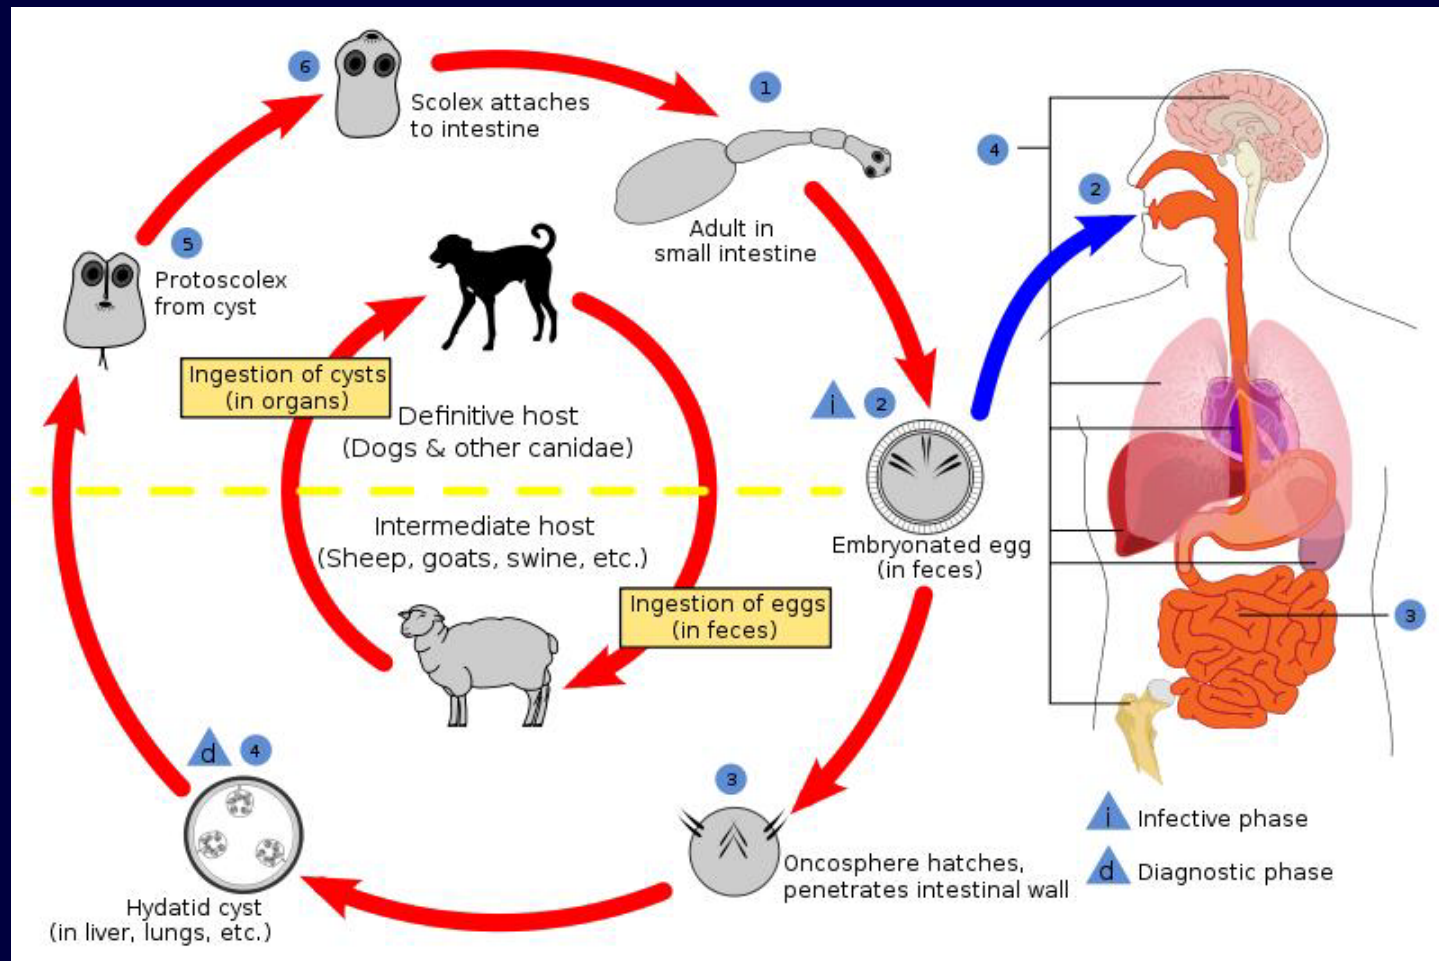 6
Scolex attaches
to intestine
1
Adult in
small intestine
5
Protoscolex
from cyst
Ingestion of cysts
(in organs)
Definitive host
(Dogs & other canidae)
Intermediate host
(Sheep, goats, swine, etc.)
Ingestion of eggs
(in feces)
i 2
Embryonated egg
(in feces)
3
Oncosphere hatches,
penetrates intestinal wall
d 4
Hydatid cyst
(in liver, lungs, etc.)
4
2
3
i Infective phase
d Diagnostic phase